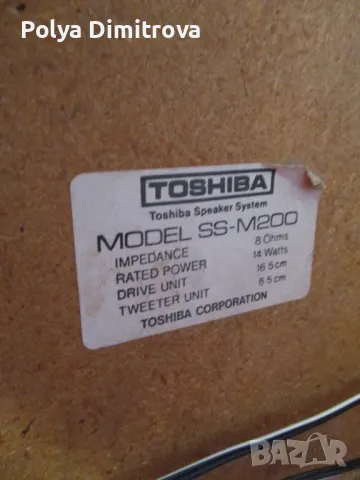 Polya Dimitrova
TOSHIBA
Toshiba Speaker System
MODEL SS-M200
IMPEDANCE 8 Ohms
RATED POWER 14 Watts
DRIVE UNIT 16 5 cm
TWEETER UNIT 6 5 cm
TOSHIBA CORPORATION
BAZAR